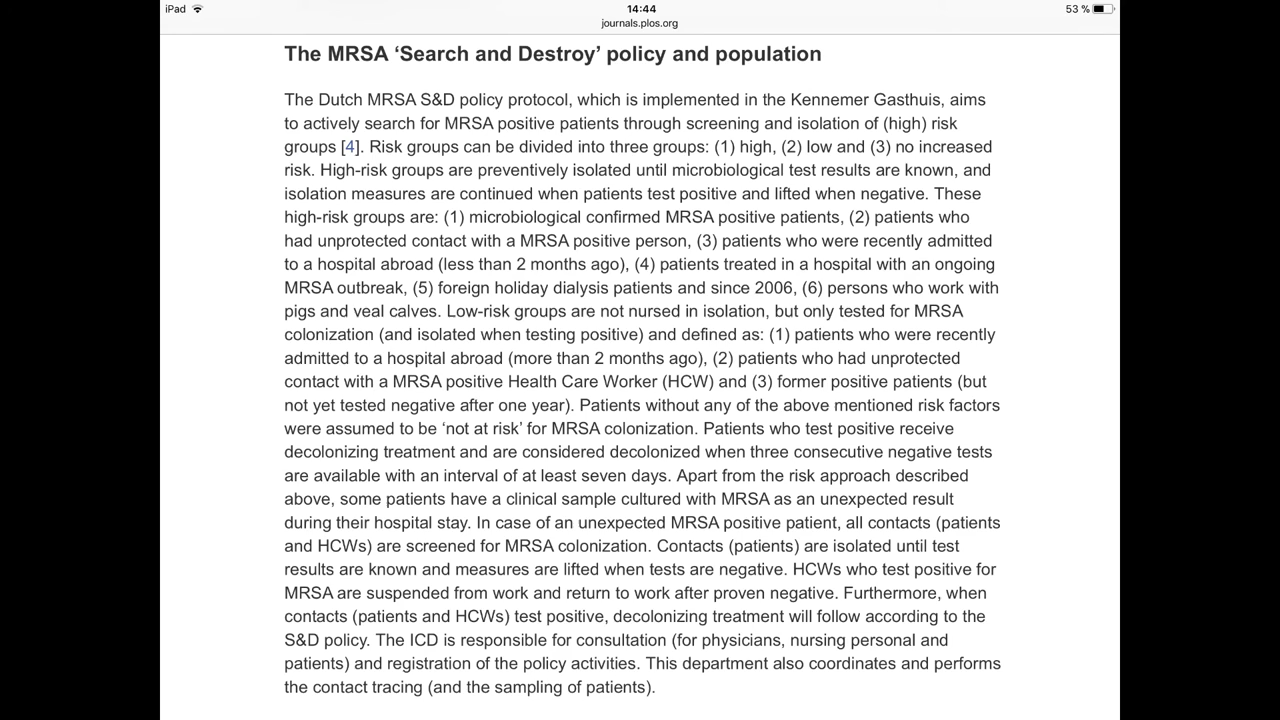 iPad 14:44 53 %
journals.plos.org
The MRSA ‘Search and Destroy’ policy and population
The Dutch MRSA S&D policy protocol, which is implemented in the Kennemer Gasthuis, aims
to actively search for MRSA positive patients through screening and isolation of (high) risk
groups [4]. Risk groups can be divided into three groups: (1) high, (2) low and (3) no increased
risk. High-risk groups are preventively isolated until microbiological test results are known, and
isolation measures are continued when patients test positive and lifted when negative. These
high-risk groups are: (1) microbiological confirmed MRSA positive patients, (2) patients who
had unprotected contact with a MRSA positive person, (3) patients who were recently admitted
to a hospital abroad (less than 2 months ago), (4) patients treated in a hospital with an ongoing
MRSA outbreak, (5) foreign holiday dialysis patients and since 2006, (6) persons who work with
pigs and veal calves. Low-risk groups are not nursed in isolation, but only tested for MRSA
colonization (and isolated when testing positive) and defined as: (1) patients who were recently
admitted to a hospital abroad (more than 2 months ago), (2) patients who had unprotected
contact with a MRSA positive Health Care Worker (HCW) and (3) former positive patients (but
not yet tested negative after one year). Patients without any of the above mentioned risk factors
were assumed to be ‘not at risk’ for MRSA colonization. Patients who test positive receive
decolonizing treatment and are considered decolonized when three consecutive negative tests
are available with an interval of at least seven days. Apart from the risk approach described
above, some patients have a clinical sample cultured with MRSA as an unexpected result
during their hospital stay. In case of an unexpected MRSA positive patient, all contacts (patients
and HCWs) are screened for MRSA colonization. Contacts (patients) are isolated until test
results are known and measures are lifted when tests are negative. HCWs who test positive for
MRSA are suspended from work and return to work after proven negative. Furthermore, when
contacts (patients and HCWs) test positive, decolonizing treatment will follow according to the
S&D policy. The ICD is responsible for consultation (for physicians, nursing personal and
patients) and registration of the policy activities. This department also coordinates and performs
the contact tracing (and the sampling of patients).